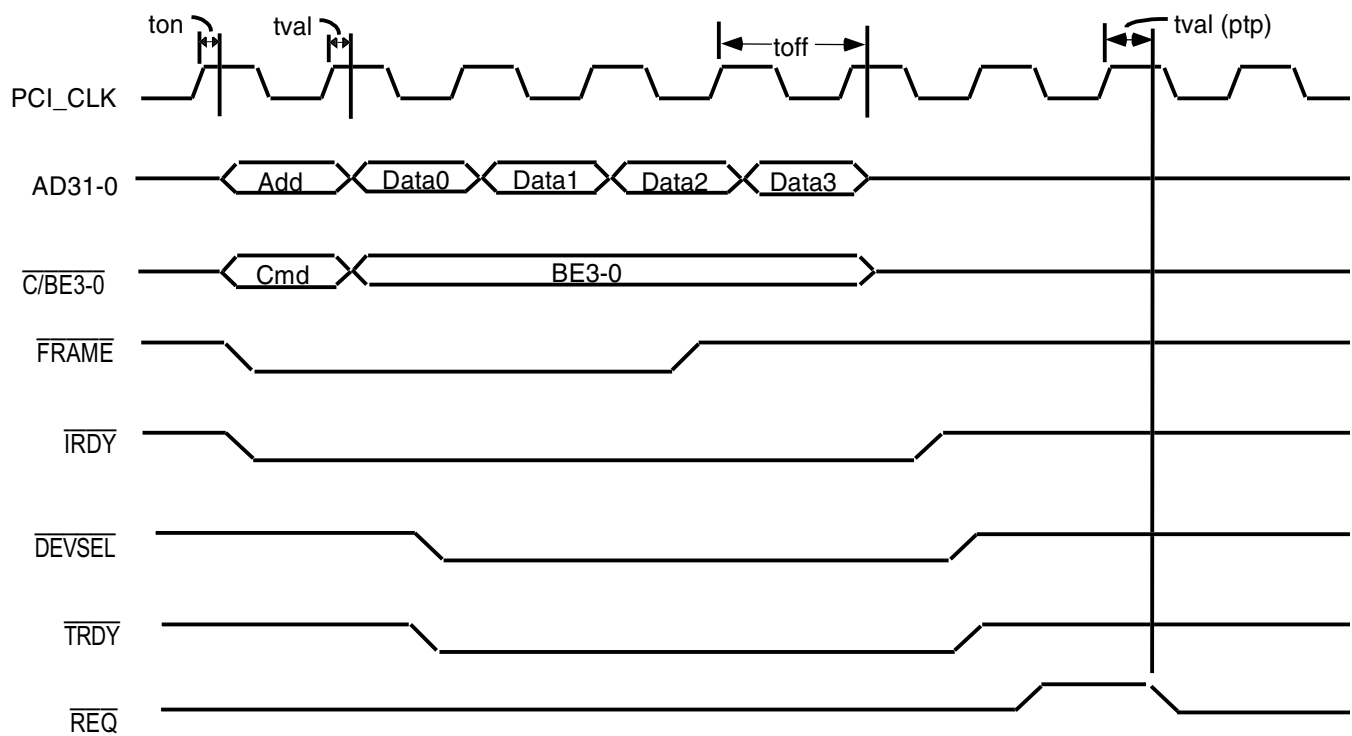 ton tval toff tval (ptp)
PCI_CLK
AD31-0 Add Data0 Data1 Data2 Data3
C/BE3-0 Cmd BE3-0
FRAME
IRDY
DEVSEL
TRDY
REQ